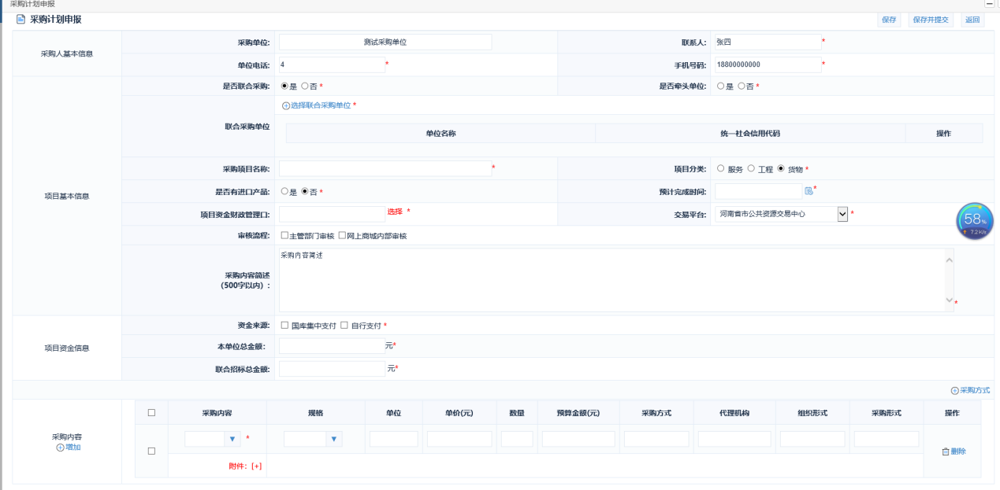 采购计划申报
采购计划申报 保存 保存并提交 返回
采购人基本信息
采购单位: 测试采购单位 联系人: 张四 *
单位电话: 4 * 手机号码: 18800000000 *
项目基本信息
是否联合采购: 是 否 * 是否牵头单位: 是 否 *
联合采购单位
选择联合采购单位 *
单位名称 统一社会信用代码 操作
采购项目名称: * 项目分类: 服务 工程 货物 *
是否有进口产品: 是 否 * 预计完成时间: *
项目资金财政管理口: 选择 * 交易平台: 河南省市公共资源交易中心 *
审核流程: 主管部门审核 网上商城内部审核
采购内容简述
(500字以内) :
采购内容简述
*
项目资金信息
资金来源: 国库集中支付 自行支付 *
本单位总金额: 元*
联合招标总金额: 元*
采购方式
采购内容
增加
采购内容 规格 单位 单价(元) 数量 预算金额(元) 采购方式 代理机构 组织形式 采购形式 操作
*
附件: [+]
删除
58%
7.2K/s